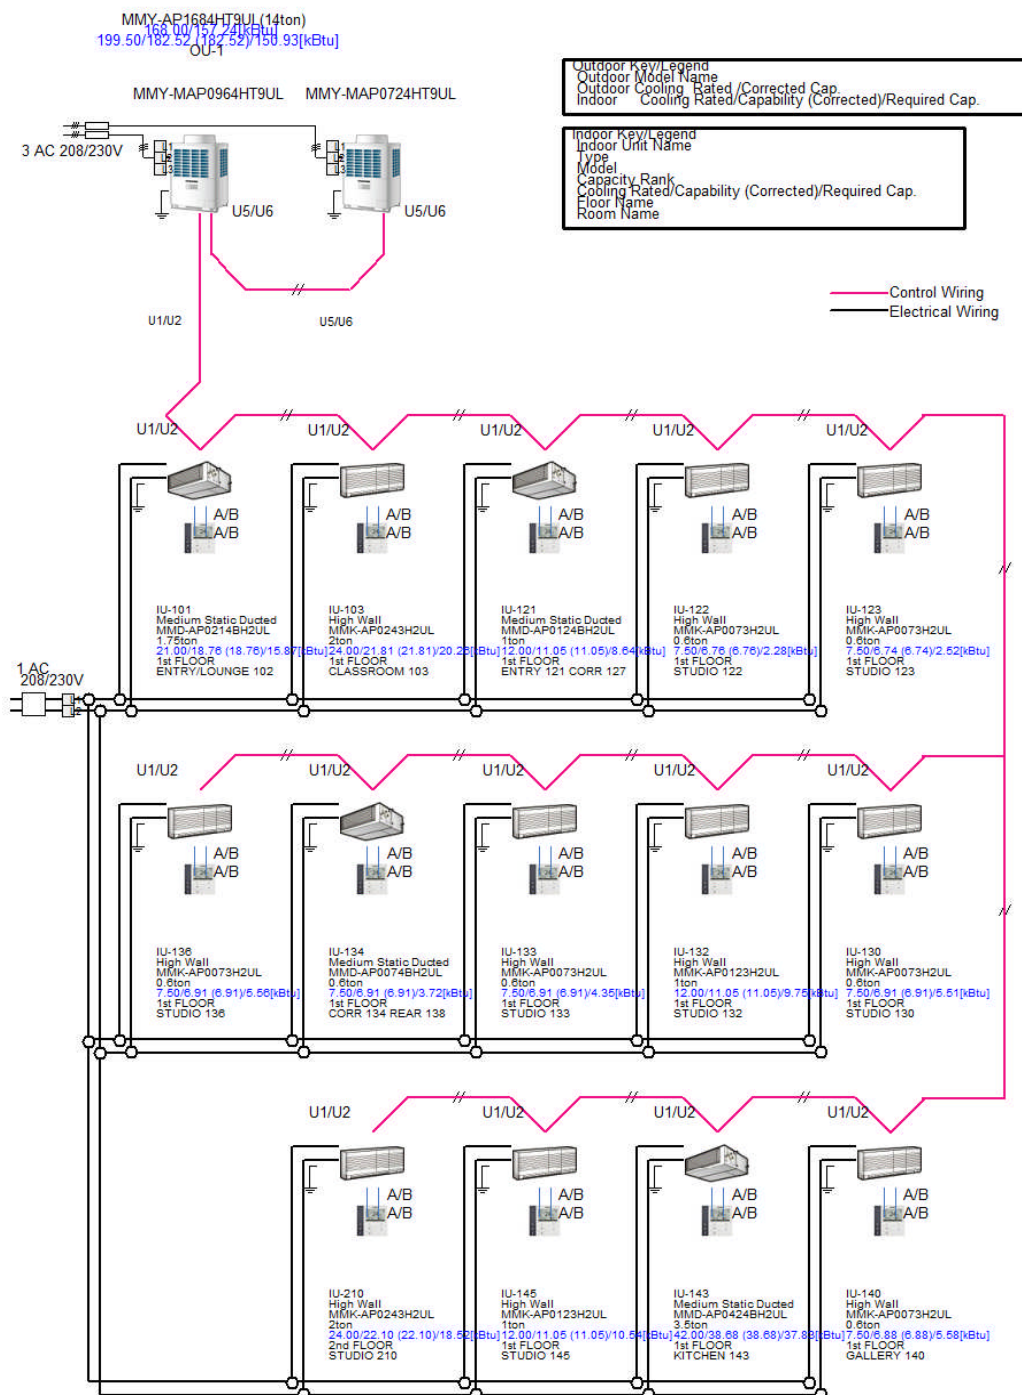 MMY-AP1684HT9UL(14ton)
168.00/157.24[kBtu]
199.50/182.52 (182.52)/150.93[kBtu]
OU-1
MMY-MAP0964HT9UL MMY-MAP0724HT9UL
3 AC 208/230V
L1
L2
L3
L1
L2
L3
U5/U6 U5/U6
U1/U2 U5/U6
Outdoor Key/Legend
Outdoor Model Name
Outdoor Cooling Rated /Corrected Cap.
Indoor Cooling Rated/Capability (Corrected)/Required Cap.
Indoor Key/Legend
Indoor Unit Name
Type
Model
Capacity Rank
Cooling Rated/Capability (Corrected)/Required Cap.
Floor Name
Room Name
Control Wiring
Electrical Wiring
U1/U2 U1/U2 U1/U2 U1/U2 U1/U2
A/B A/B A/B A/B A/B
A/B A/B A/B A/B A/B
IU-101
Medium Static Ducted
MMD-AP0214BH2UL
1.75ton
21.00/18.76 (18.76)/15.87[kBtu]
1st FLOOR
ENTRY/LOUNGE 102
IU-103
High Wall
MMK-AP0243H2UL
2ton
24.00/21.81 (21.81)/20.26[kBtu]
1st FLOOR
CLASSROOM 103
IU-121
Medium Static Ducted
MMD-AP0124BH2UL
1ton
12.00/11.05 (11.05)/8.64[kBtu]
1st FLOOR
ENTRY 121 CORR 127
IU-122
High Wall
MMK-AP0073H2UL
0.6ton
7.50/6.76 (6.76)/2.28[kBtu]
1st FLOOR
STUDIO 122
IU-123
High Wall
MMK-AP0073H2UL
0.6ton
7.50/6.74 (6.74)/2.52[kBtu]
1st FLOOR
STUDIO 123
1 AC
208/230V
L1
L2
U1/U2 U1/U2 U1/U2 U1/U2 U1/U2
A/B A/B A/B A/B A/B
A/B A/B A/B A/B A/B
IU-136
High Wall
MMK-AP0073H2UL
0.6ton
7.50/6.91 (6.91)/5.56[kBtu]
1st FLOOR
STUDIO 136
IU-134
Medium Static Ducted
MMD-AP0074BH2UL
0.6ton
7.50/6.91 (6.91)/3.72[kBtu]
1st FLOOR
CORR 134 REAR 138
IU-133
High Wall
MMK-AP0073H2UL
0.6ton
7.50/6.91 (6.91)/4.35[kBtu]
1st FLOOR
STUDIO 133
IU-132
High Wall
MMK-AP0123H2UL
1ton
12.00/11.05 (11.05)/9.75[kBtu]
1st FLOOR
STUDIO 132
IU-130
High Wall
MMK-AP0073H2UL
0.6ton
7.50/6.91 (6.91)/5.51[kBtu]
1st FLOOR
STUDIO 130
U1/U2 U1/U2 U1/U2 U1/U2
A/B A/B A/B A/B
A/B A/B A/B A/B
IU-210
High Wall
MMK-AP0243H2UL
2ton
24.00/22.10 (22.10)/18.52[kBtu]
2nd FLOOR
STUDIO 210
IU-145
High Wall
MMK-AP0123H2UL
1ton
12.00/11.05 (11.05)/10.54[kBtu]
1st FLOOR
STUDIO 145
IU-143
Medium Static Ducted
MMD-AP0424BH2UL
3.5ton
42.00/38.68 (38.68)/37.83[kBtu]
1st FLOOR
KITCHEN 143
IU-140
High Wall
MMK-AP0073H2UL
0.6ton
7.50/6.88 (6.88)/5.58[kBtu]
1st FLOOR
GALLERY 140